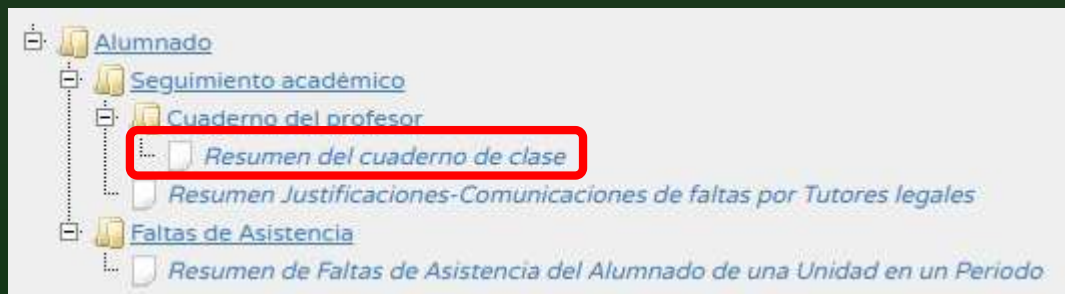 Alumnado
Seguimiento académico
Cuaderno del profesor
Resumen del cuaderno de clase
Resumen Justificaciones-Comunicaciones de faltas por Tutores legales
Faltas de Asistencia
Resumen de Faltas de Asistencia del Alumnado de una Unidad en un Periodo